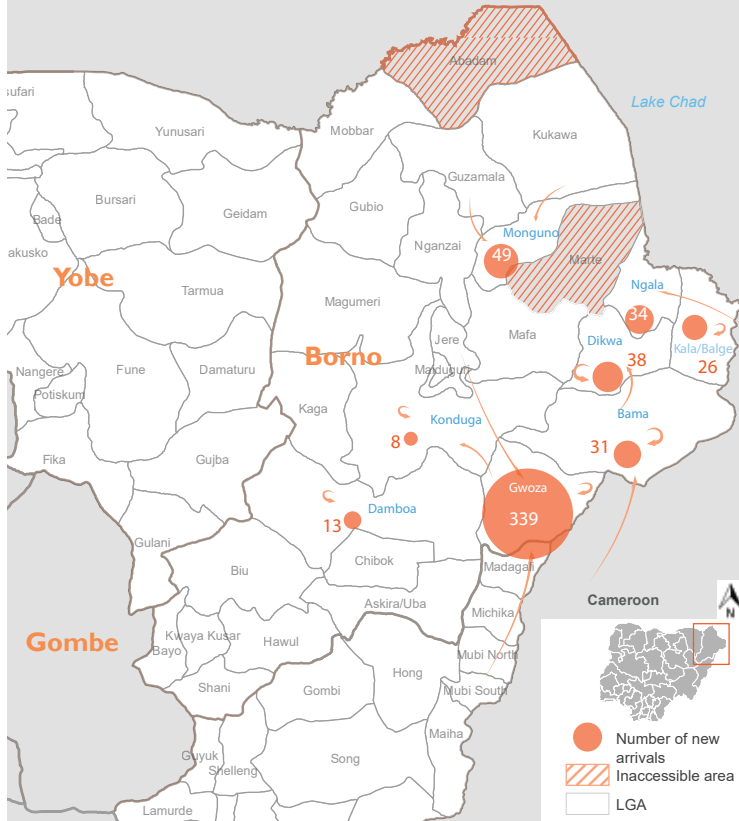 Abadam
Lake Chad
sufari
Yunusari
Mobbar
Kukawa
Guzamala
Bursari
Gubio
Geidam
Bade
Monguno
Nganzai
akusko
49
Marte
Yobe
Ngala
Tarmua
Magumeri
34
Jere
Mafa
Dikwa
Borno
Kala/Balge
38
26
Nangere
Fune
Damaturu
Maiduguri
Potiskum
Kaga
Konduga
Bama
8
31
Fika
Gujba
Gwoza
Damboa
339
13
Gulani
Chibok
Biu
Madagali
Askira/Uba
Cameroon
N
Michika
Gombe
Kwaya Kusar
Hawul
Bayo
Mubi North
Hong
Shani
Gombi
Mubi South
Maiha
Guyuk
Song
Shelleng
Lamurde
Number of new
arrivals
Inaccessible area
LGA